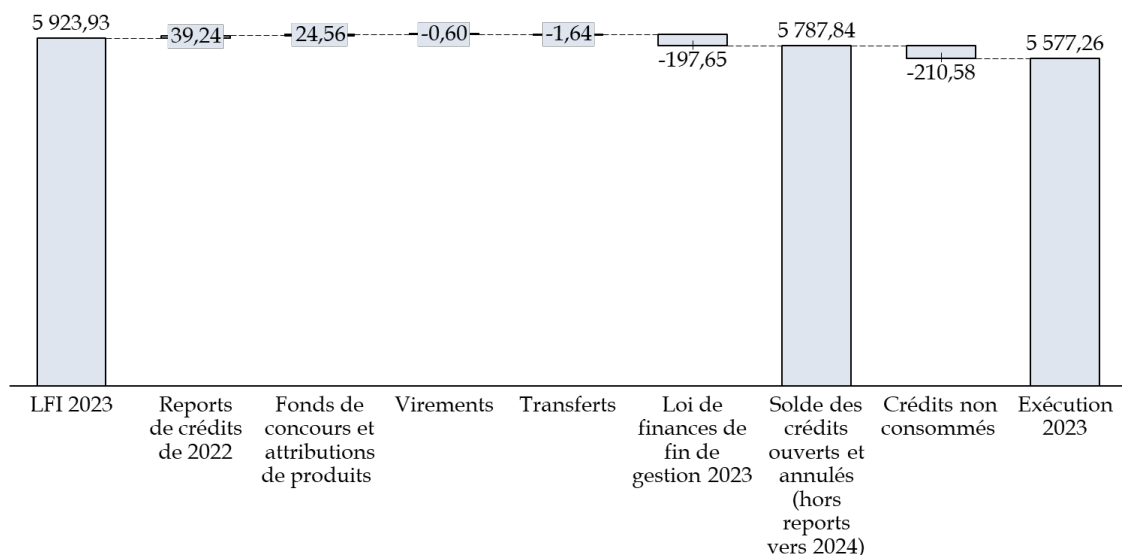 5 923,93
39,24
24,56
-0,60
-1,64
-197,65
5 787,84
-210,58
5 577,26
LFI 2023
Reports
de crédits
de 2022
Fonds de
concours et
attributions
de produits
Virements
Transferts
Loi de
finances de
fin de
gestion 2023
Solde des
crédits
ouverts et
annulés
(hors
reports
vers 2024)
Crédits non
consommés
Exécution
2023